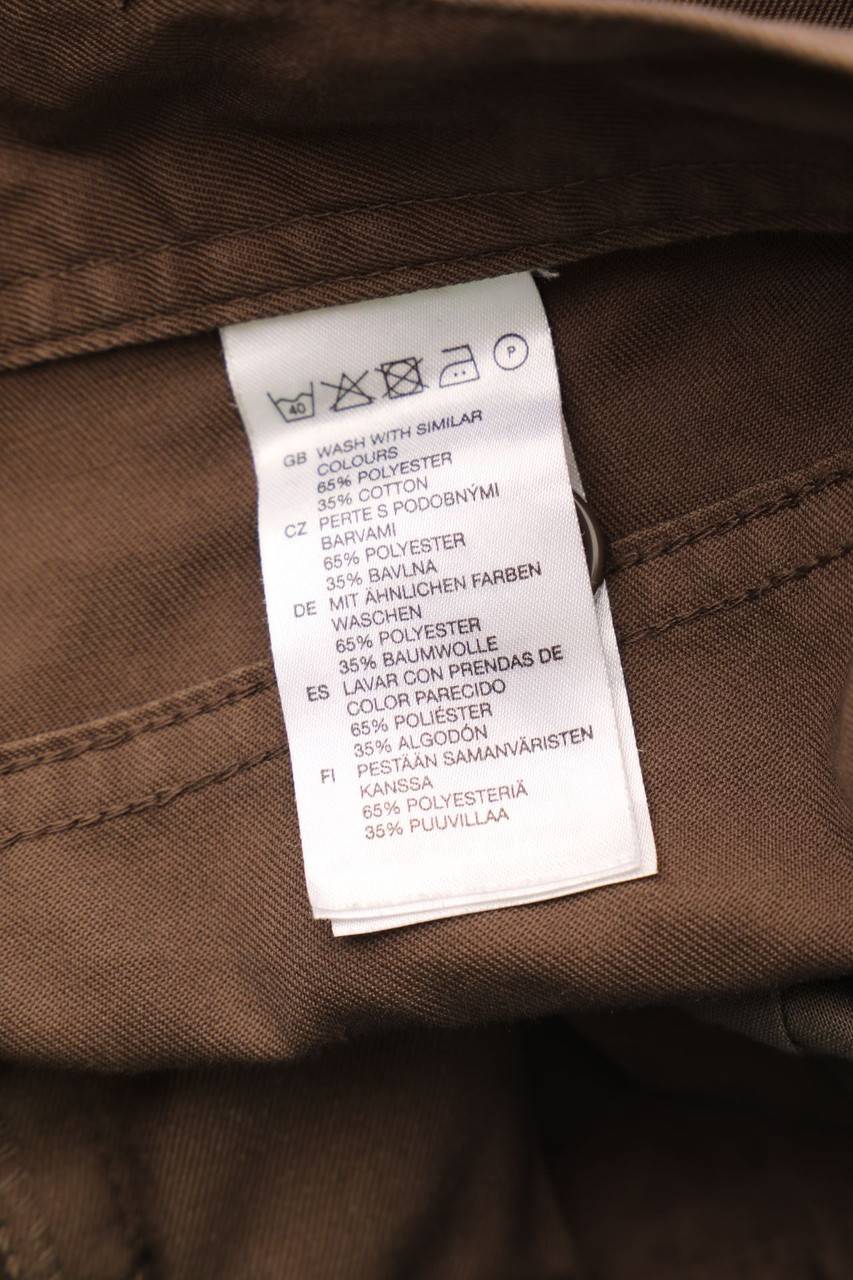 40 P
GB WASH WITH SIMILAR
COLOURS
65% POLYESTER
35% COTTON
CZ PERTE S PODOBNÝMI
BARVAMI
65% POLYESTER
35% BAVLNA
DE MIT ÄHNLICHEN FARBEN
WASCHEN
65% POLYESTER
35% BAUMWOLLE
ES LAVAR CON PRENDAS DE
COLOR PARECIDO
65% POLIÉSTER
35% ALGODÓN
FI PESTÄÄN SAMANVÄRISTEN
KANSSA
65% POLYESTERIÄ
35% PUUVILLAA